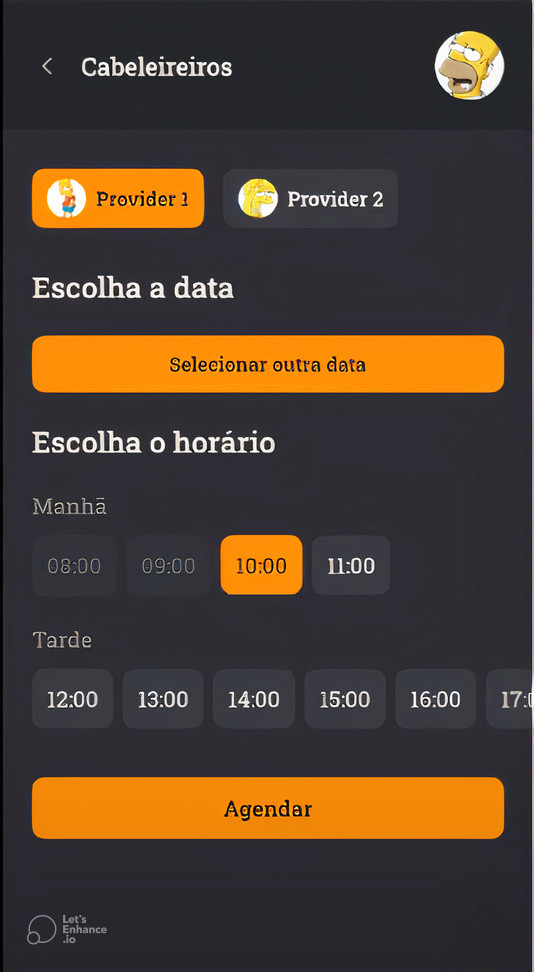 Cabeleireiros
Provider 1
Provider 2
Escolha a data
Selecionar outra data
Escolha o horário
Manhã
08:00 09:00 10:00 11:00
Tarde
12:00 13:00 14:00 15:00 16:00 17:0
Agendar
Let's
Enhance
.io